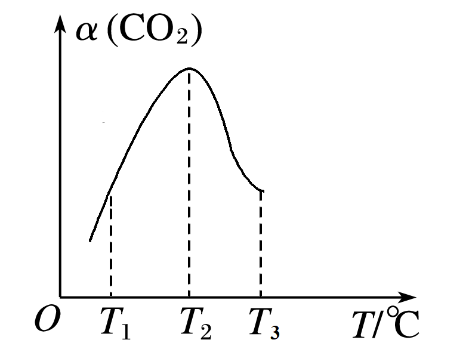 α (CO₂)
O T₁ T₂ T₃ T/℃